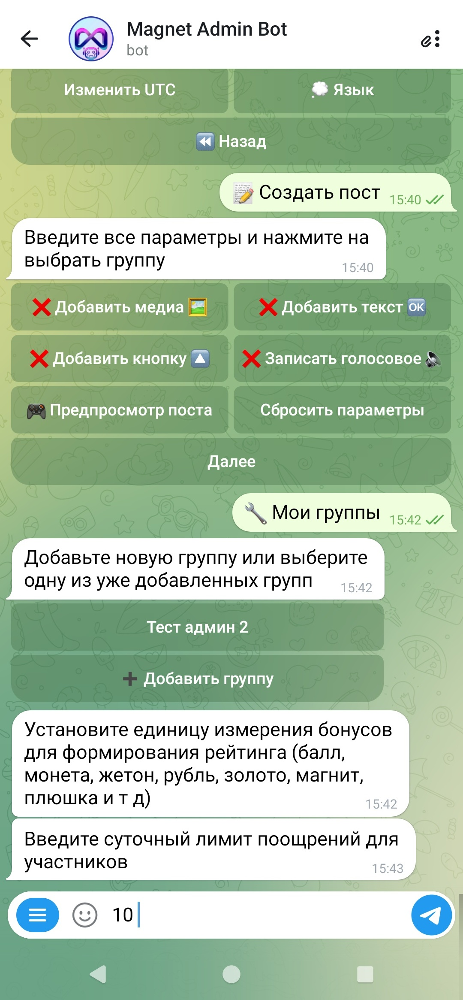 Magnet Admin Bot
bot
Изменить UTC
Язык
Назад
Создать пост 15:40
Введите все параметры и нажмите на
выбрать группу 15:40
Добавить медиа
Добавить текст OK
Добавить кнопку
Записать голосовое
Предпросмотр поста
Сбросить параметры
Далее
Мои группы 15:42
Добавьте новую группу или выберите
одну из уже добавленных групп 15:42
Тест админ 2
Добавить группу
Установите единицу измерения бонусов
для формирования рейтинга (балл,
монета, жетон, рубль, золото, магнит,
плюшка и т д) 15:42
Введите суточный лимит поощрений для
участников 15:43
10